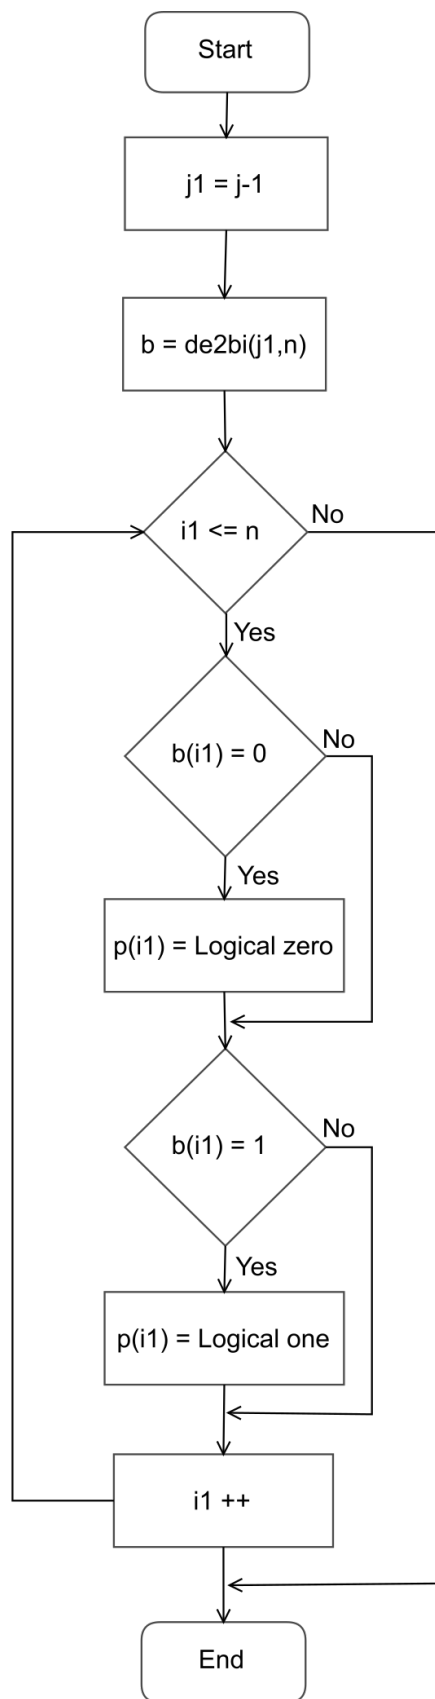 Start
j1 = j-1
b = de2bi(j1,n)
i1 <= n
No
Yes
b(i1) = 0
No
Yes
p(i1) = Logical zero
b(i1) = 1
No
Yes
p(i1) = Logical one
i1 ++
End